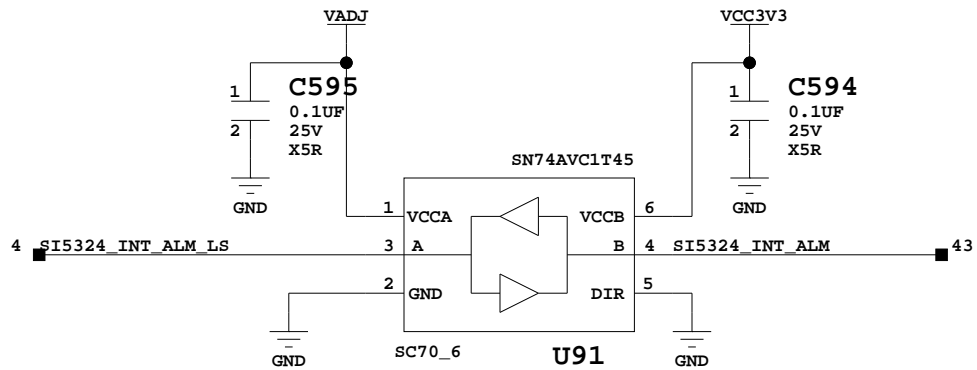 VADJ VCC3V3
1 C595 1 C594
0.1UF 0.1UF
2 25V 2 25V
X5R X5R
SN74AVC1T45
GND GND
1 VCCA VCCB 6
4 SI5324_INT_ALM_LS 3 A B 4 SI5324_INT_ALM 43
2 GND DIR 5
SC70_6 U91
GND GND